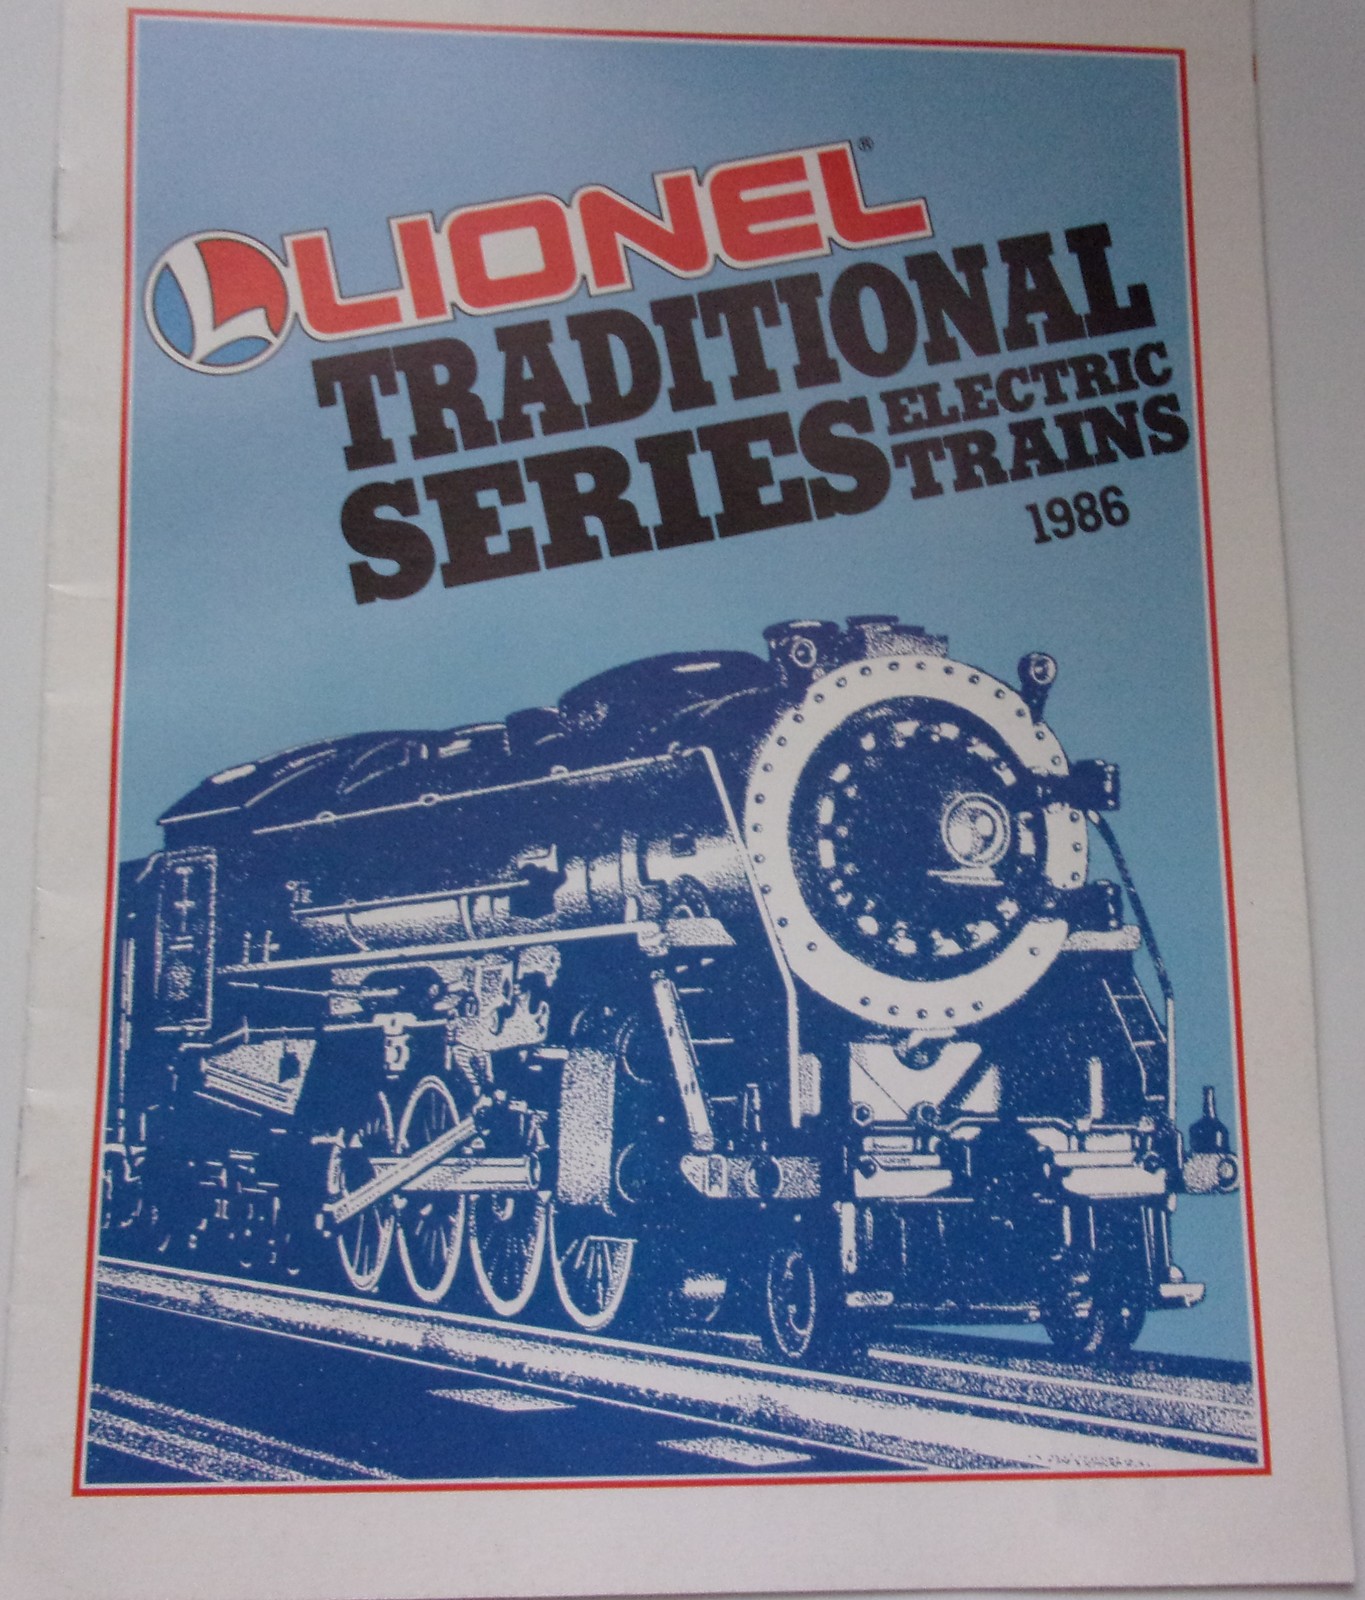 LIONEL®
TRADITIONAL
SERIES ELECTRIC
TRAINS
1986